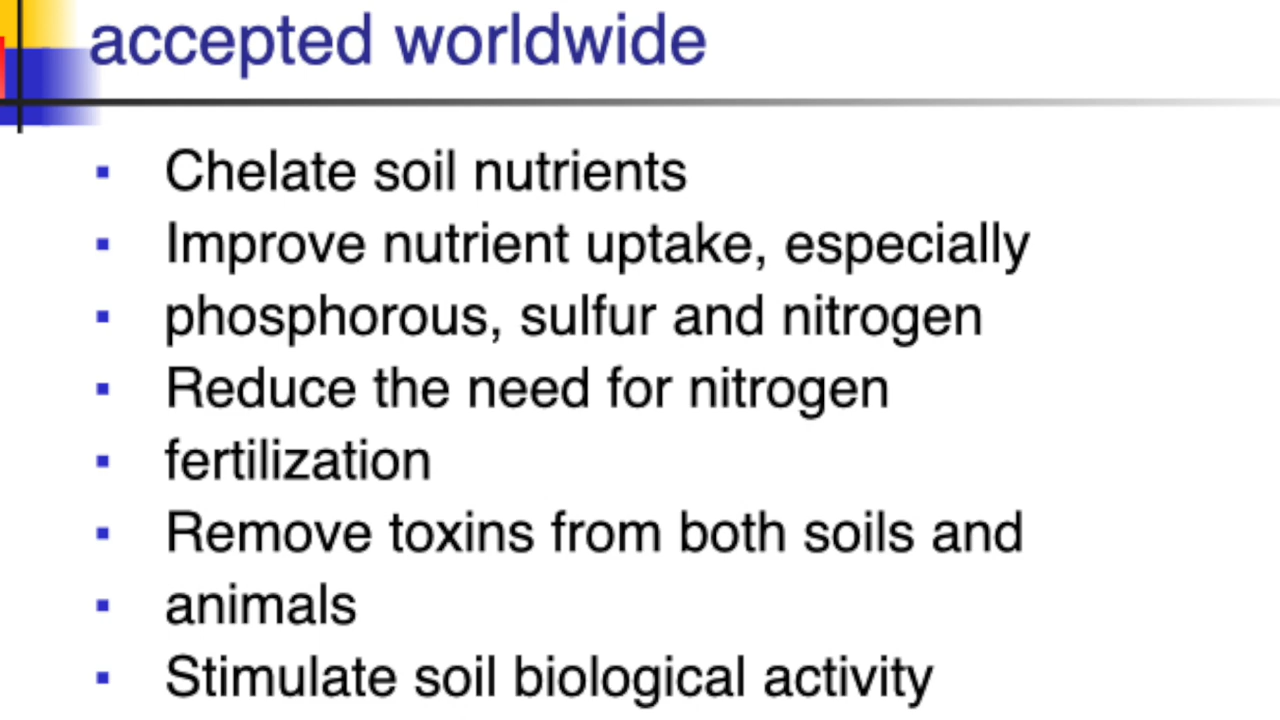 accepted worldwide
▪ Chelate soil nutrients
▪ Improve nutrient uptake, especially
▪ phosphorous, sulfur and nitrogen
▪ Reduce the need for nitrogen
▪ fertilization
▪ Remove toxins from both soils and
▪ animals
▪ Stimulate soil biological activity